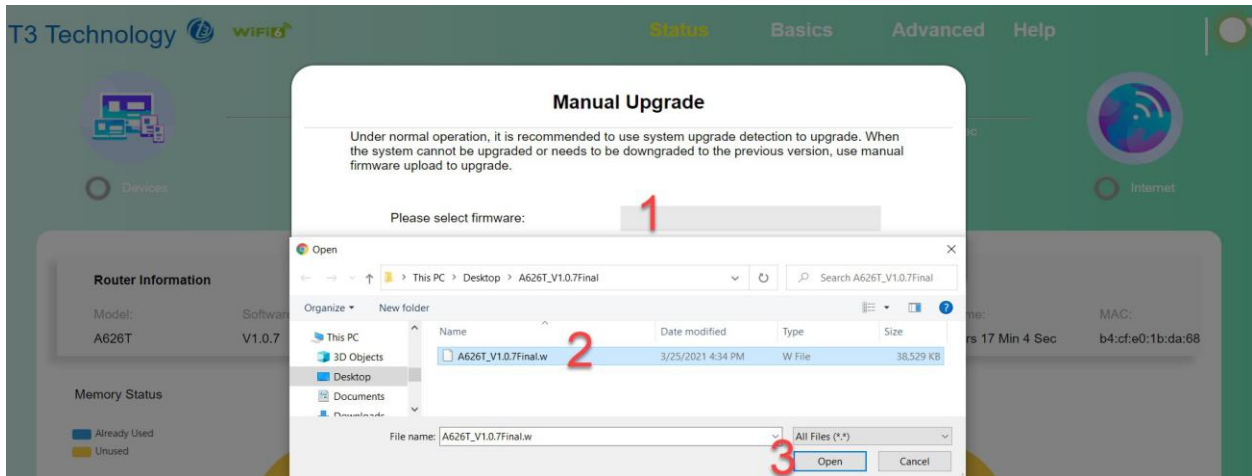 T3 Technology WiFi6
Status Basics Advanced Help
Manual Upgrade
Under normal operation, it is recommended to use system upgrade detection to upgrade. When
the system cannot be upgraded or needs to be downgraded to the previous version, use manual
firmware upload to upgrade.
Devices
Internet
Please select firmware:
1
Open
This PC > Desktop > A626T_V1.0.7Final
Search A626T_V1.0.7Final
Organize New folder
Name Date modified Type Size
A626T_V1.0.7Final.w 3/25/2021 4:34 PM W File 38,529 KB
2
This PC
3D Objects
Desktop
Documents
Downloads
File name: A626T_V1.0.7Final.w All Files (*.*)
3
Open Cancel
Router Information
Model:
A626T
V1.0.7
rs 17 Min 4 Sec
MAC:
b4:cf:e0:1b:da:68
Memory Status
Already Used
Unused